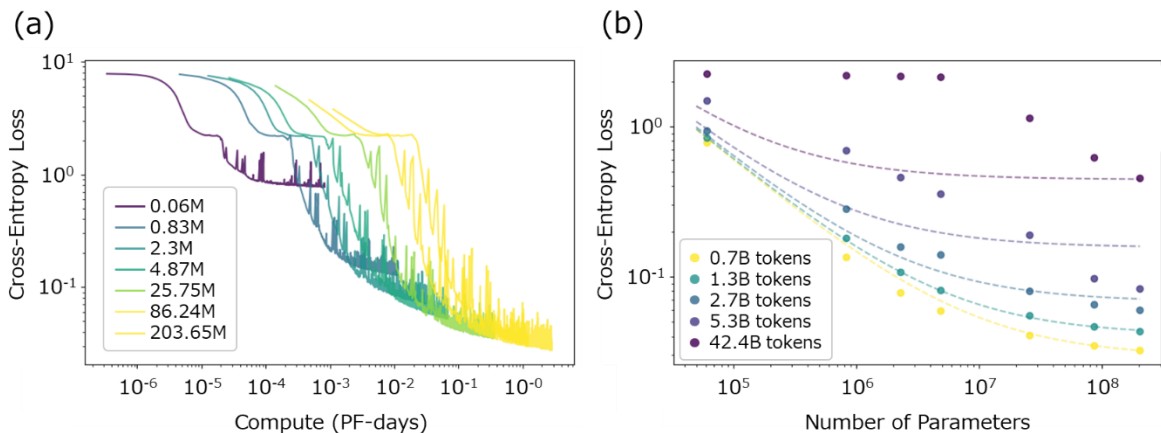 (a)
Cross-Entropy Loss
10^1
10^0
10^-1
0.06M
0.83M
2.3M
4.87M
25.75M
86.24M
203.65M
10^-6
10^-5
10^-4
10^-3
10^-2
10^-1
10^-0
Compute (PF-days)
(b)
Cross-Entropy Loss
10^0
10^-1
0.7B tokens
1.3B tokens
2.7B tokens
5.3B tokens
42.4B tokens
10^5
10^6
10^7
10^8
Number of Parameters